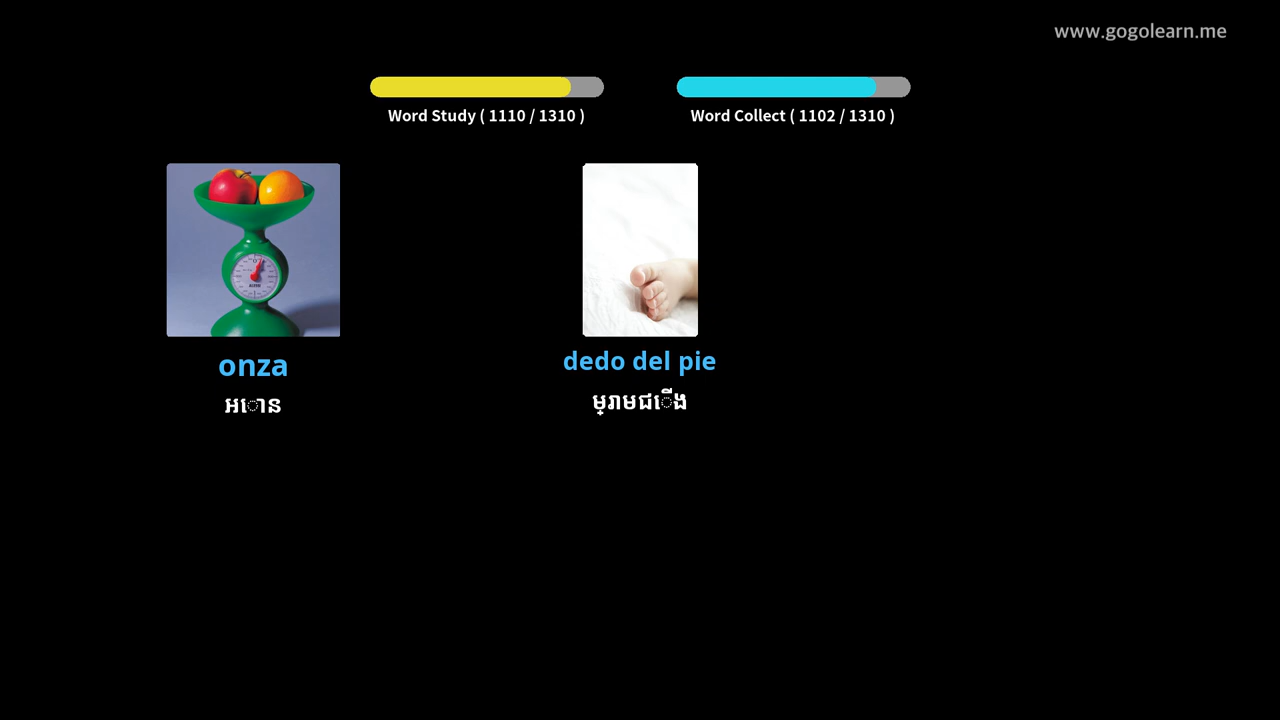 www.gogolearn.me
Word Study ( 1110 / 1310 )
Word Collect ( 1102 / 1310 )
onza
អោន
dedo del pie
ម្រាមជើង